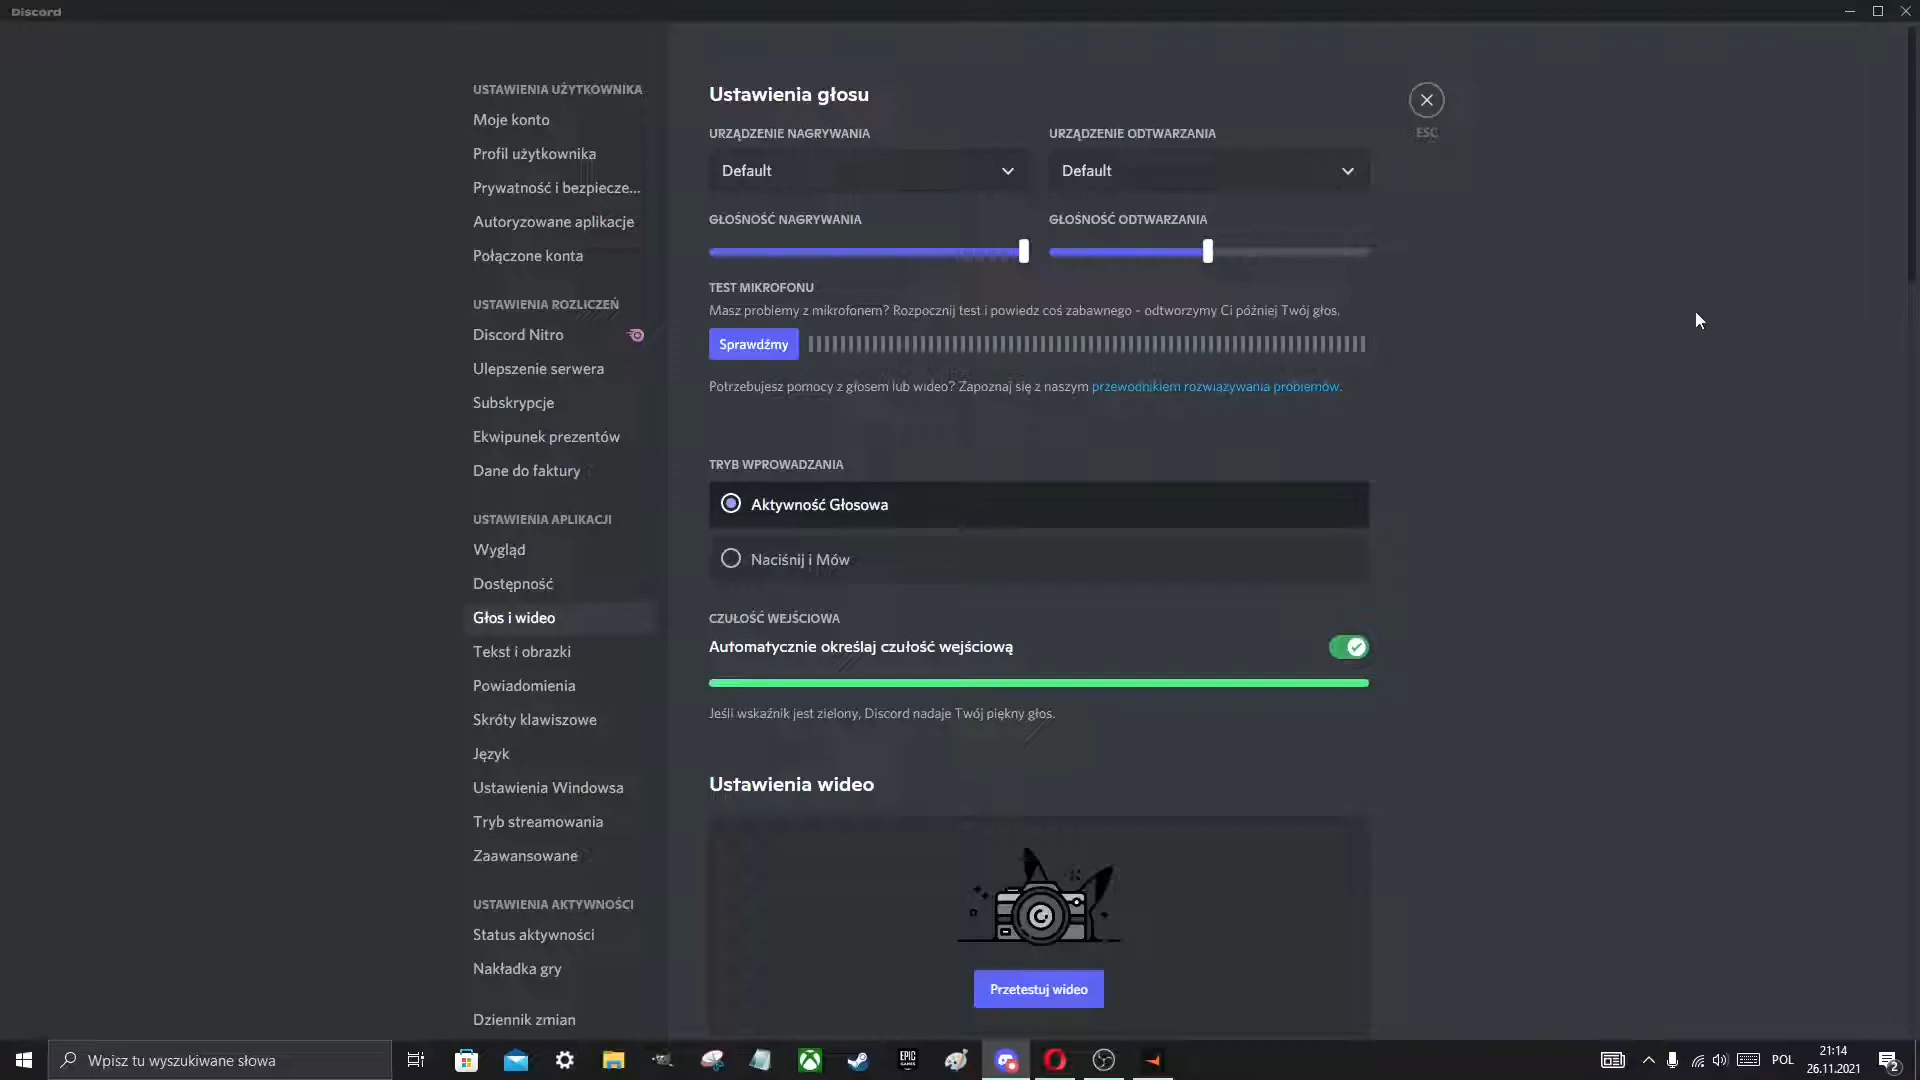 Discord
USTAWIENIA UŻYTKOWNIKA
Moje konto
Profil użytkownika
Prywatność i bezpiecze...
Autoryzowane aplikacje
Połączone konta
USTAWIENIA ROZLICZEŃ
Discord Nitro
Ulepszenie serwera
Subskrypcje
Ekwipunek prezentów
Dane do faktury
USTAWIENIA APLIKACJI
Wygląd
Dostępność
Głos i wideo
Tekst i obrazki
Powiadomienia
Skróty klawiszowe
Język
Ustawienia Windowsa
Tryb streamowania
Zaawansowane
USTAWIENIA AKTYWNOŚCI
Status aktywności
Nakładka gry
Dziennik zmian
Ustawienia głosu
ESC
URZĄDZENIE NAGRYWANIA
URZĄDZENIE ODTWARZANIA
Default
Default
GŁOŚNOŚĆ NAGRYWANIA
GŁOŚNOŚĆ ODTWARZANIA
TEST MIKROFONU
Masz problemy z mikrofonem? Rozpocznij test i powiedz coś zabawnego - odtworzymy Ci później Twój głos.
Sprawdźmy
Potrzebujesz pomocy z głosem lub wideo? Zapoznaj się z naszym przewodnikiem rozwiązywania problemów.
TRYB WPROWADZANIA
Aktywność Głosowa
Naciśnij i Mów
CZUŁOŚĆ WEJŚCIOWA
Automatycznie określaj czułość wejściową
Jeśli wskaźnik jest zielony, Discord nadaje Twój piękny głos.
Ustawienia wideo
Przetestuj wideo
Wpisz tu wyszukiwane słowa
EPIC
GAMES
POL
21:14
26.11.2021
2